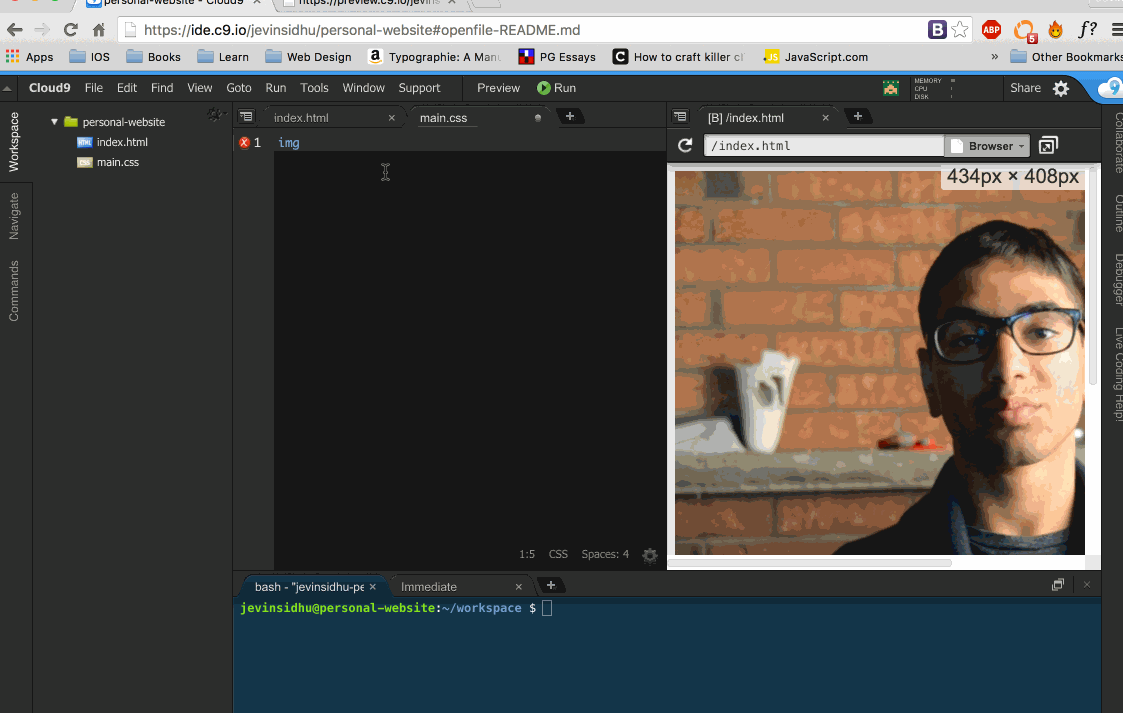 personal-website - Cloud9 × https://preview.c9.io/jevins ×
https://ide.c9.io/jevinsidhu/personal-website#openfile-README.md B ABP 5 f?
Apps IOS Books Learn Web Design a Typographie: A Manu PG Essays C How to craft killer cl JS JavaScript.com » Other Bookmarks
Cloud9 File Edit Find View Goto Run Tools Window Support Preview Run MEMORY CPU DISK Share
Workspace
Navigate
Commands
personal-website
index.html
main.css
index.html × main.css
1 img
1:5 CSS Spaces: 4
[B] /index.html ×
/index.html Browser
434px × 408px
Collaborate
Outline
Debugger
Live Coding Help!
bash - "jevinsidhu-pe × Immediate ×
jevinsidhu@personal-website:~/workspace $